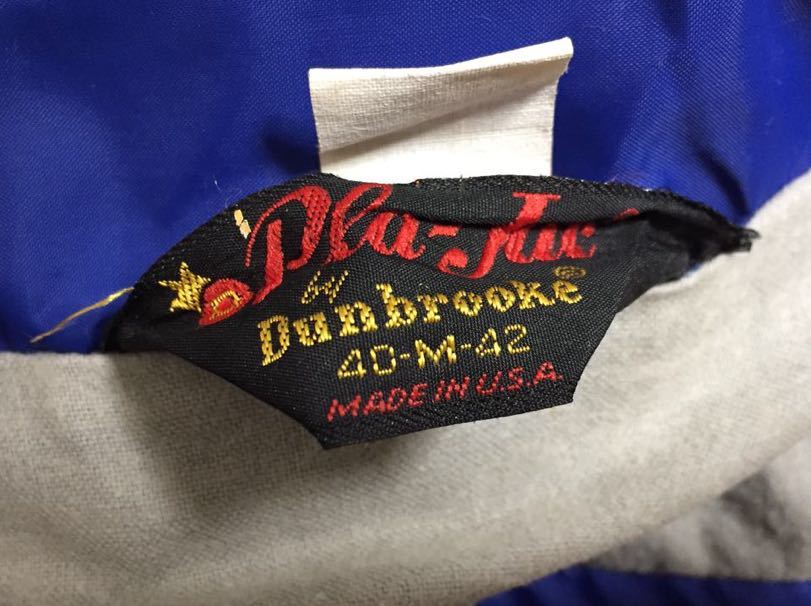 Pla-Jac
by
Dunbrooke®
40-M-42
MADE IN U.S.A.